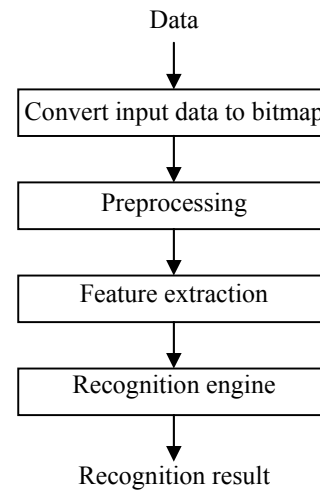 Data
Convert input data to bitmap
Preprocessing
Feature extraction
Recognition engine
Recognition result